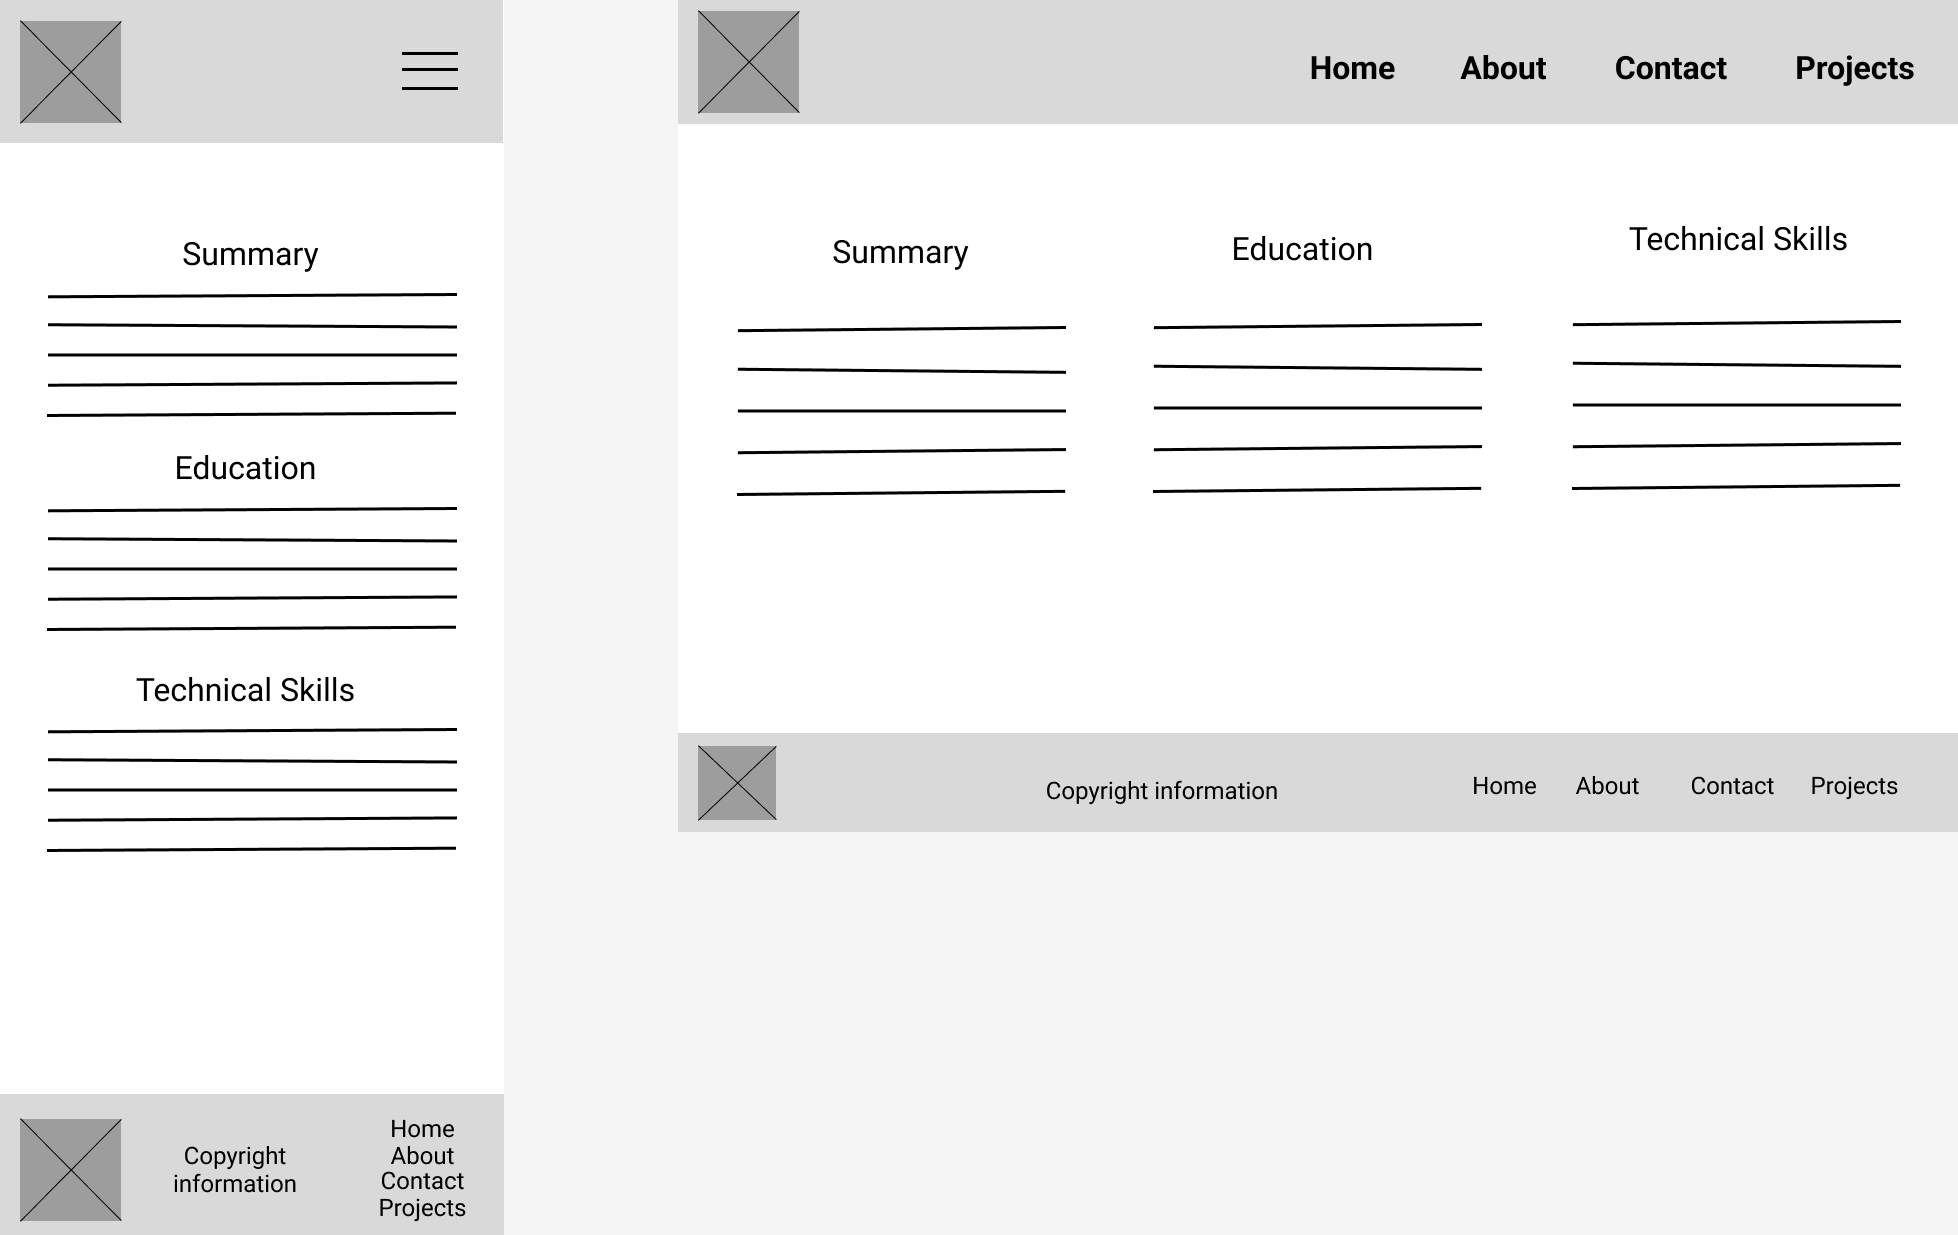 Summary
Education
Technical Skills
Copyright
information
Home
About
Contact
Projects
Home About Contact Projects
Summary Education Technical Skills
Copyright information Home About Contact Projects